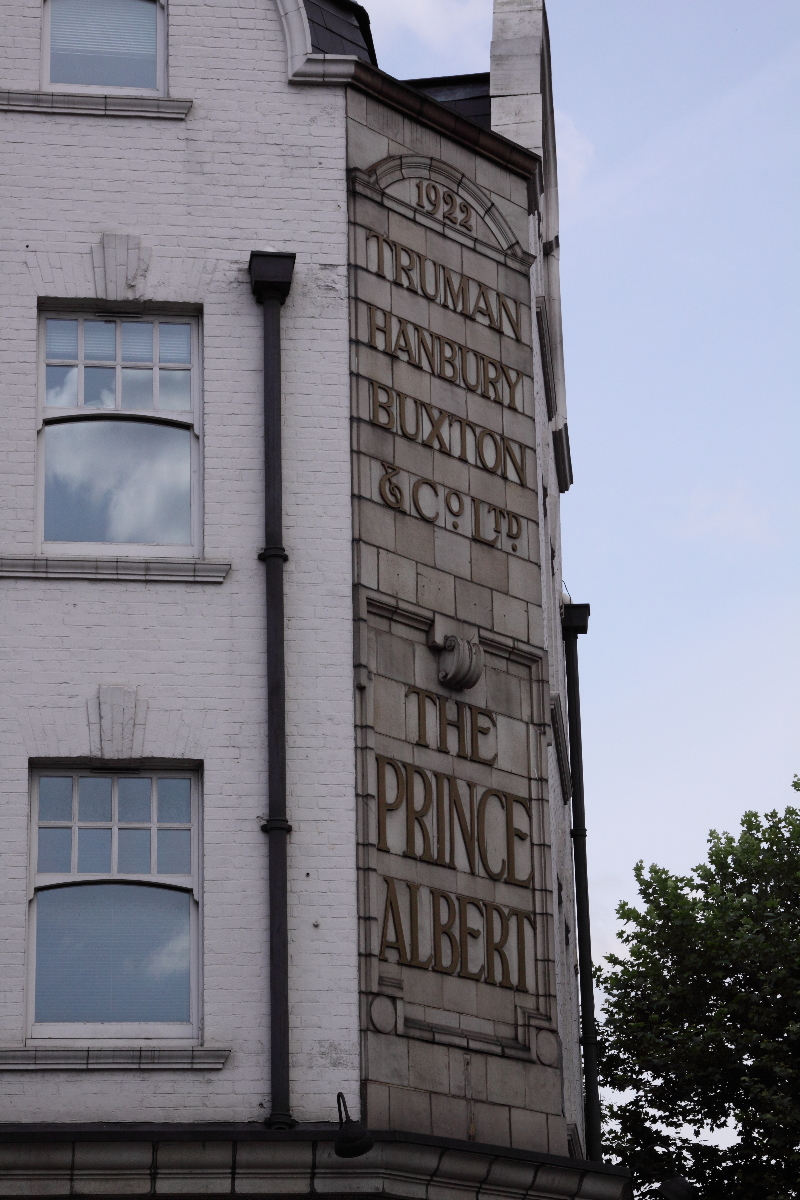 1922
TRUMAN
HANBURY
BUXTON
& Co LTD
THE
PRINCE
ALBERT